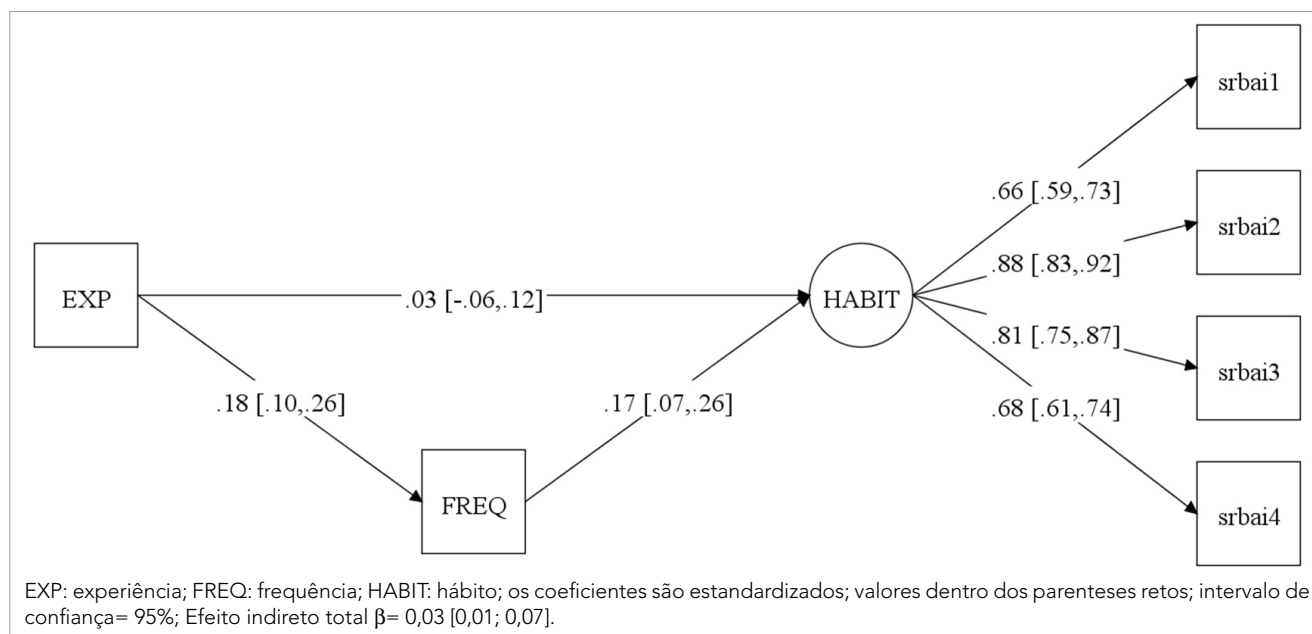 srbai1
.66 [.59,.73]
srbai2
.88 [.83,.92]
EXP
.03 [-.06,.12]
HABIT
.81 [.75,.87]
srbai3
.18 [.10,.26]
.17 [.07,.26]
.68 [.61,.74]
FREQ
srbai4
EXP: experiência; FREQ: frequência; HABIT: hábito; os coeficientes são estandardizados; valores dentro dos parenteses retos; intervalo de
confiança= 95%; Efeito indireto total β= 0,03 [0,01; 0,07].